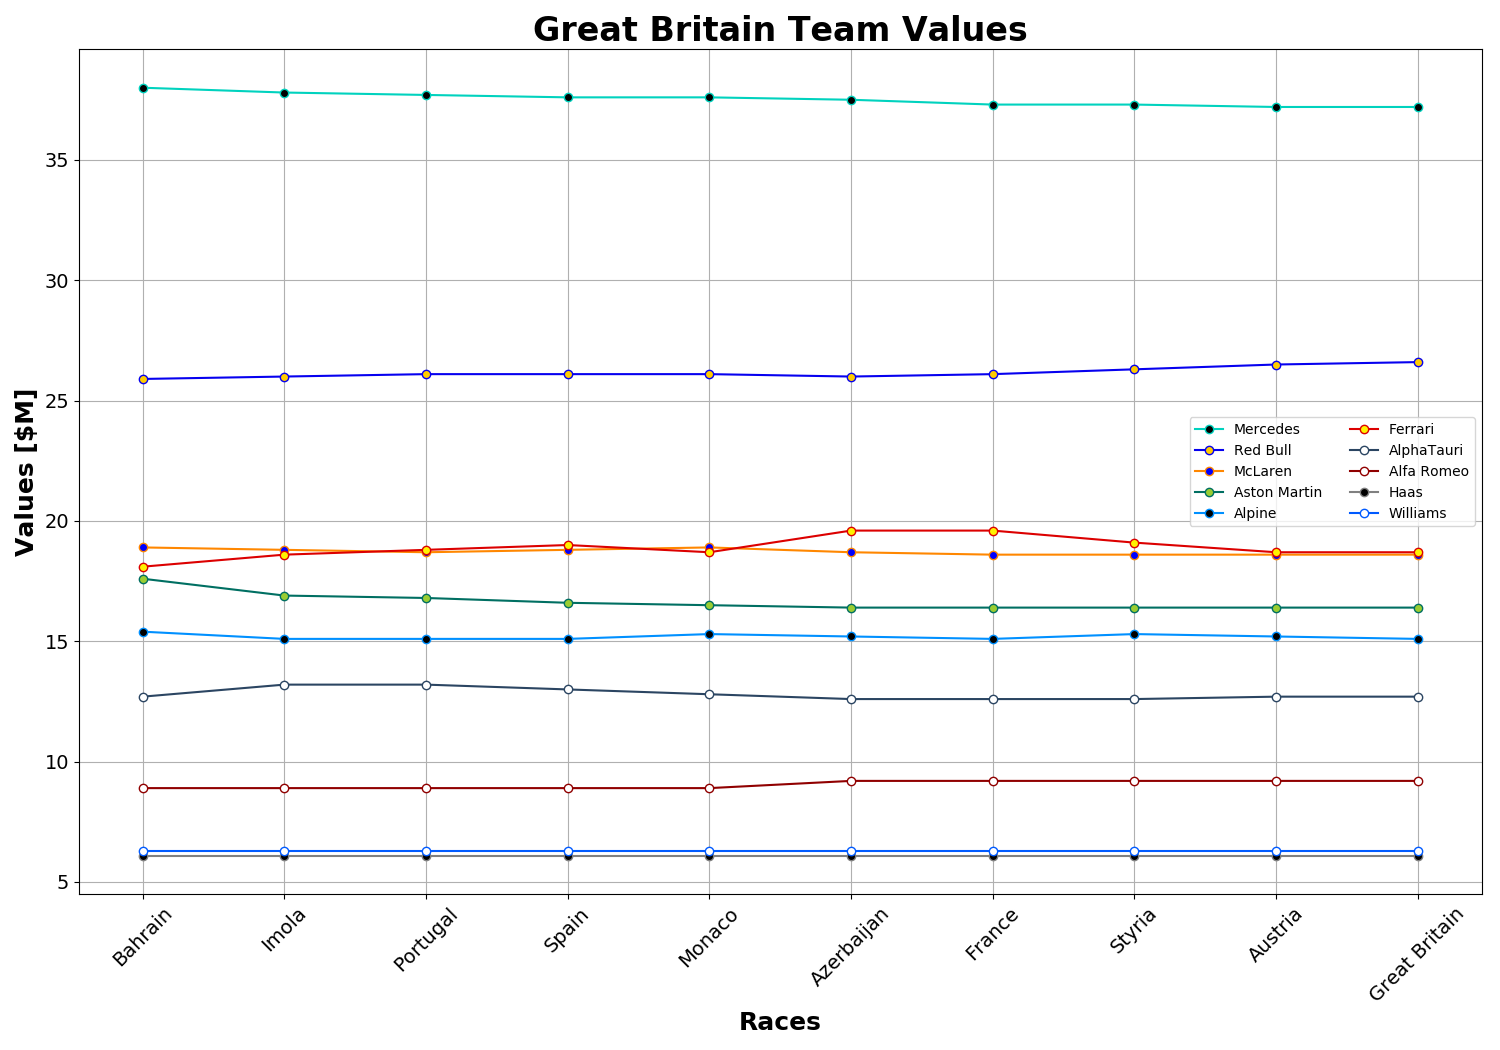 Great Britain Team Values
Values [$M]
35
30
25
20
15
10
5
Mercedes
Red Bull
McLaren
Aston Martin
Alpine
Ferrari
AlphaTauri
Alfa Romeo
Haas
Williams
Bahrain
Imola
Portugal
Spain
Monaco
Azerbaijan
France
Styria
Austria
Great Britain
Races